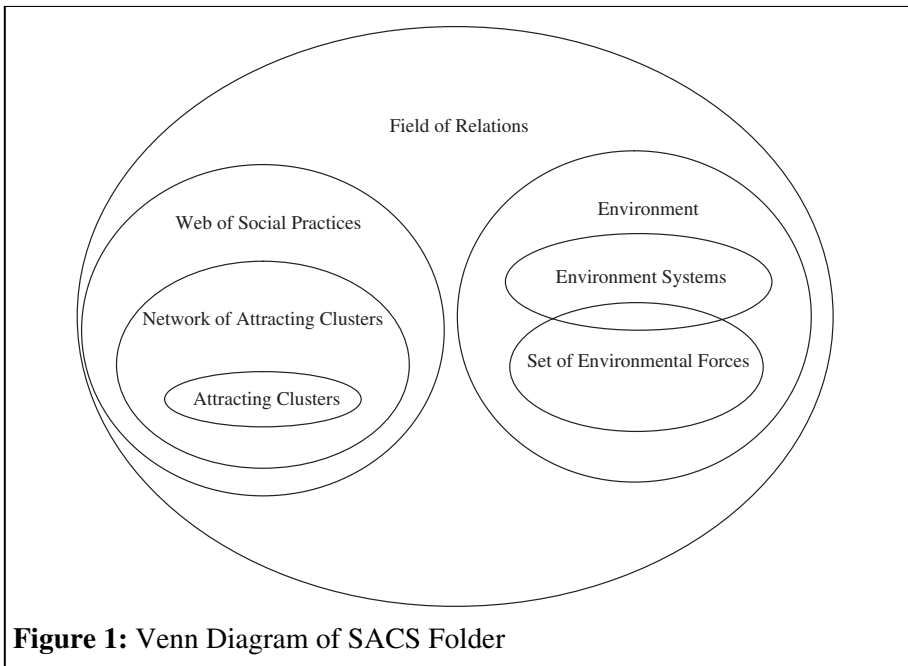 Field of Relations
Web of Social Practices
Network of Attracting Clusters
Attracting Clusters
Environment
Environment Systems
Set of Environmental Forces
Figure 1: Venn Diagram of SACS Folder